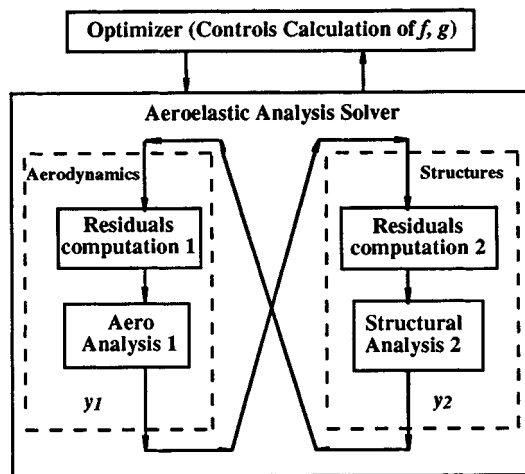 Optimizer (Controls Calculation of f, g)
Aeroelastic Analysis Solver
Aerodynamics
Structures
Residuals
computation 1
Residuals
computation 2
Aero
Analysis 1
Structural
Analysis 2
y1
y2